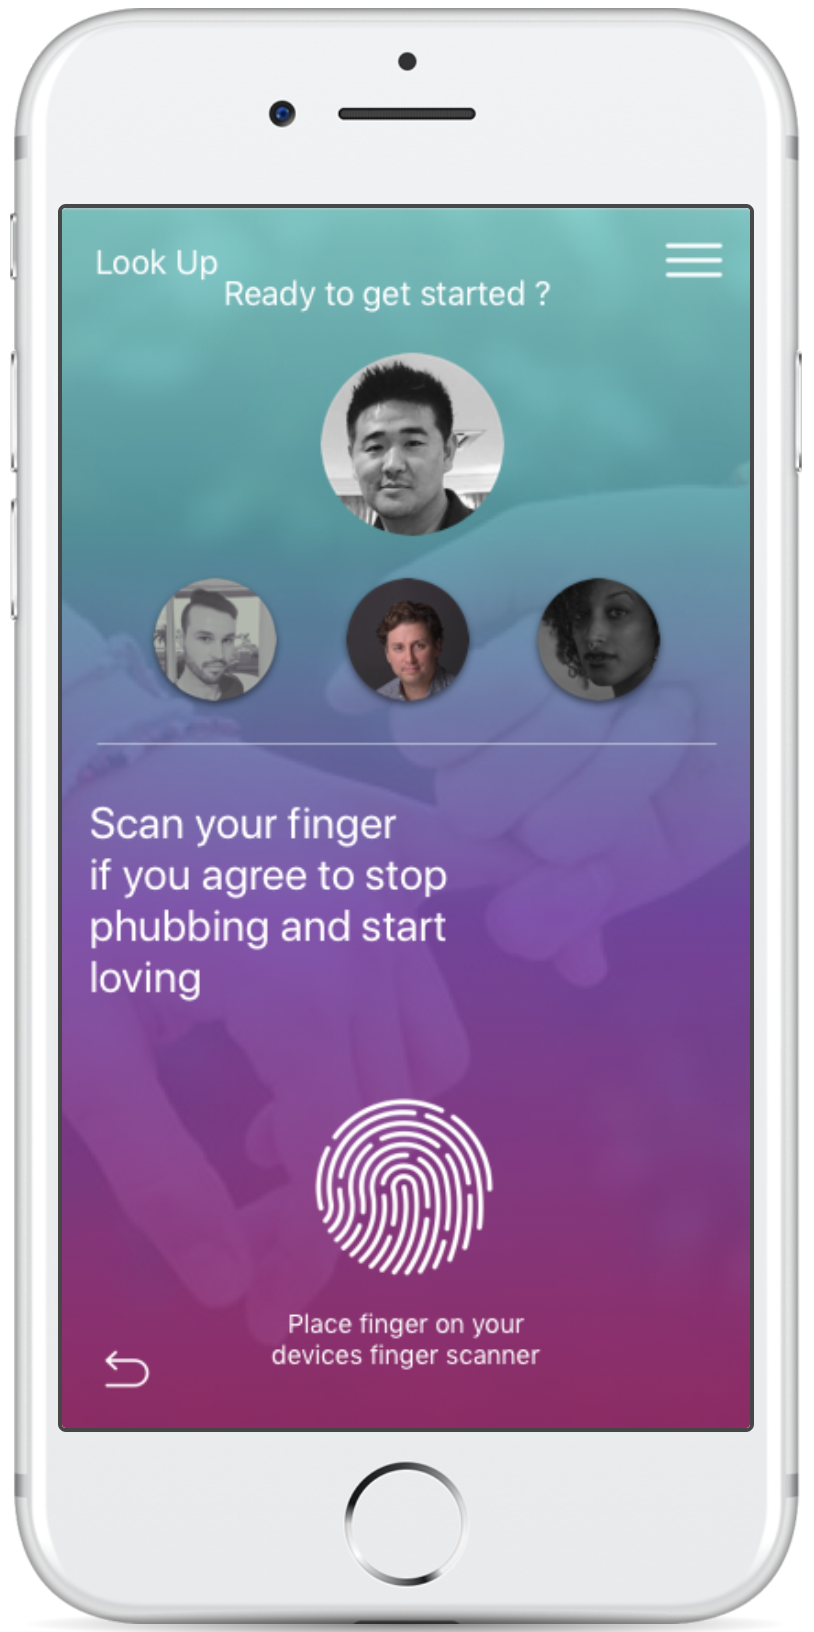 Look Up
Ready to get started ?
Scan your finger
if you agree to stop
phubbing and start
loving
Place finger on your
devices finger scanner